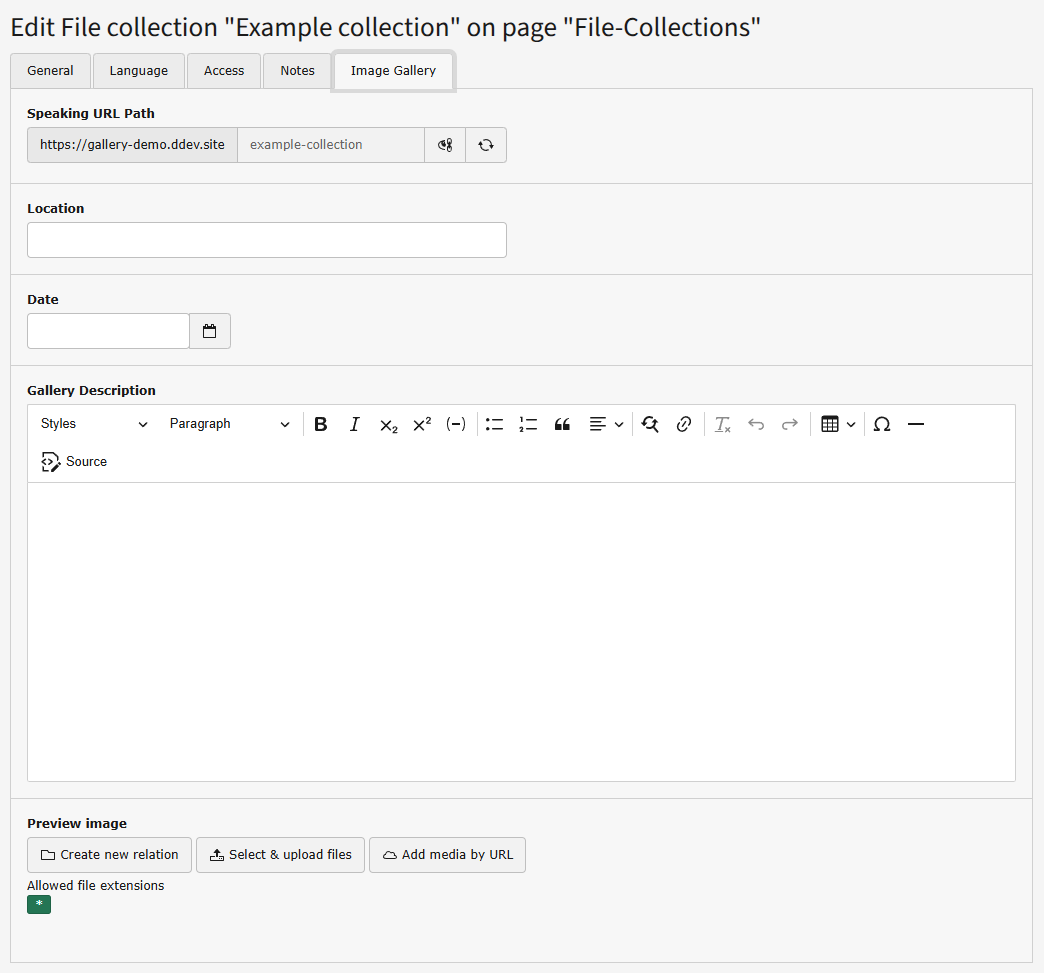 Edit File collection "Example collection" on page "File-Collections"
General Language Access Notes Image Gallery
Speaking URL Path
https://gallery-demo.ddev.site example-collection
Location
Date
Gallery Description
Styles Paragraph B I x₂ x² (-) Ω
Source
Preview image
Create new relation Select & upload files Add media by URL
Allowed file extensions
*